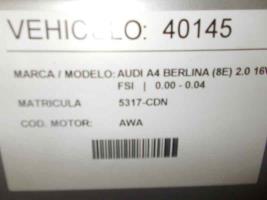 VEHICULO: 40145
MARCA / MODELO: AUDI A4 BERLINA (8E) 2.0 16V
FSI | 0.00 - 0.04
MATRICULA 5317-CDN
COD. MOTOR: AWA